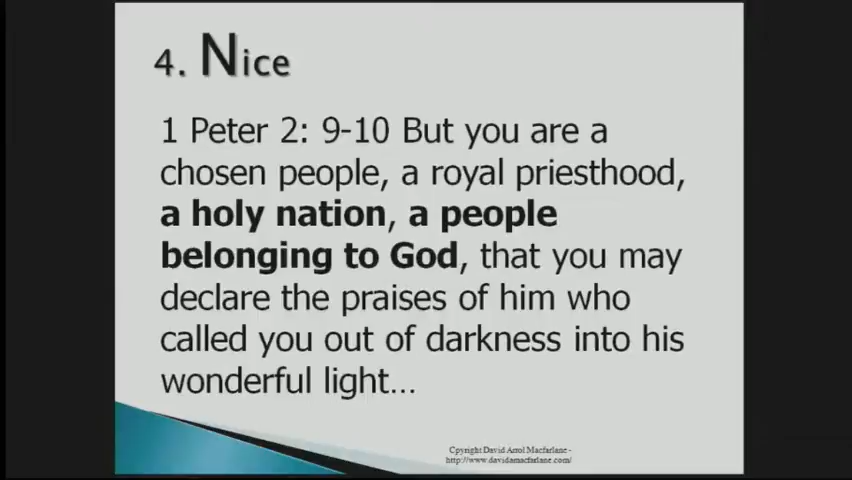 4. Nice
1 Peter 2: 9-10 But you are a
chosen people, a royal priesthood,
a holy nation, a people
belonging to God, that you may
declare the praises of him who
called you out of darkness into his
wonderful light…
Cpyright David Arrol Macfarlane -
http://www.davidamacfarlane.com/